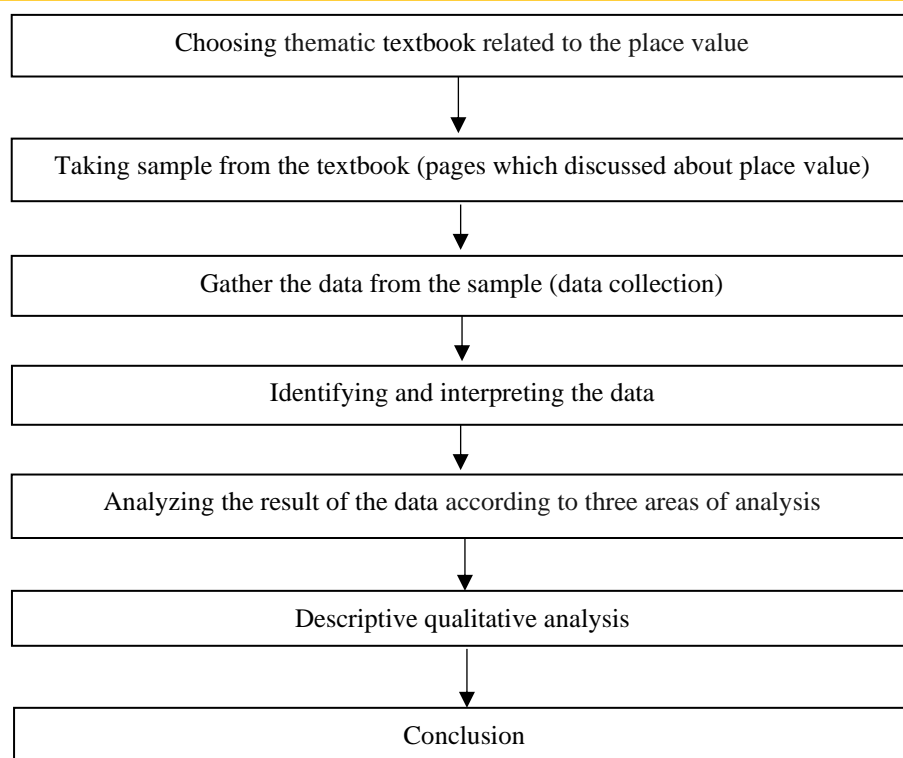 Choosing thematic textbook related to the place value
Taking sample from the textbook (pages which discussed about place value)
Gather the data from the sample (data collection)
Identifying and interpreting the data
Analyzing the result of the data according to three areas of analysis
Descriptive qualitative analysis
Conclusion